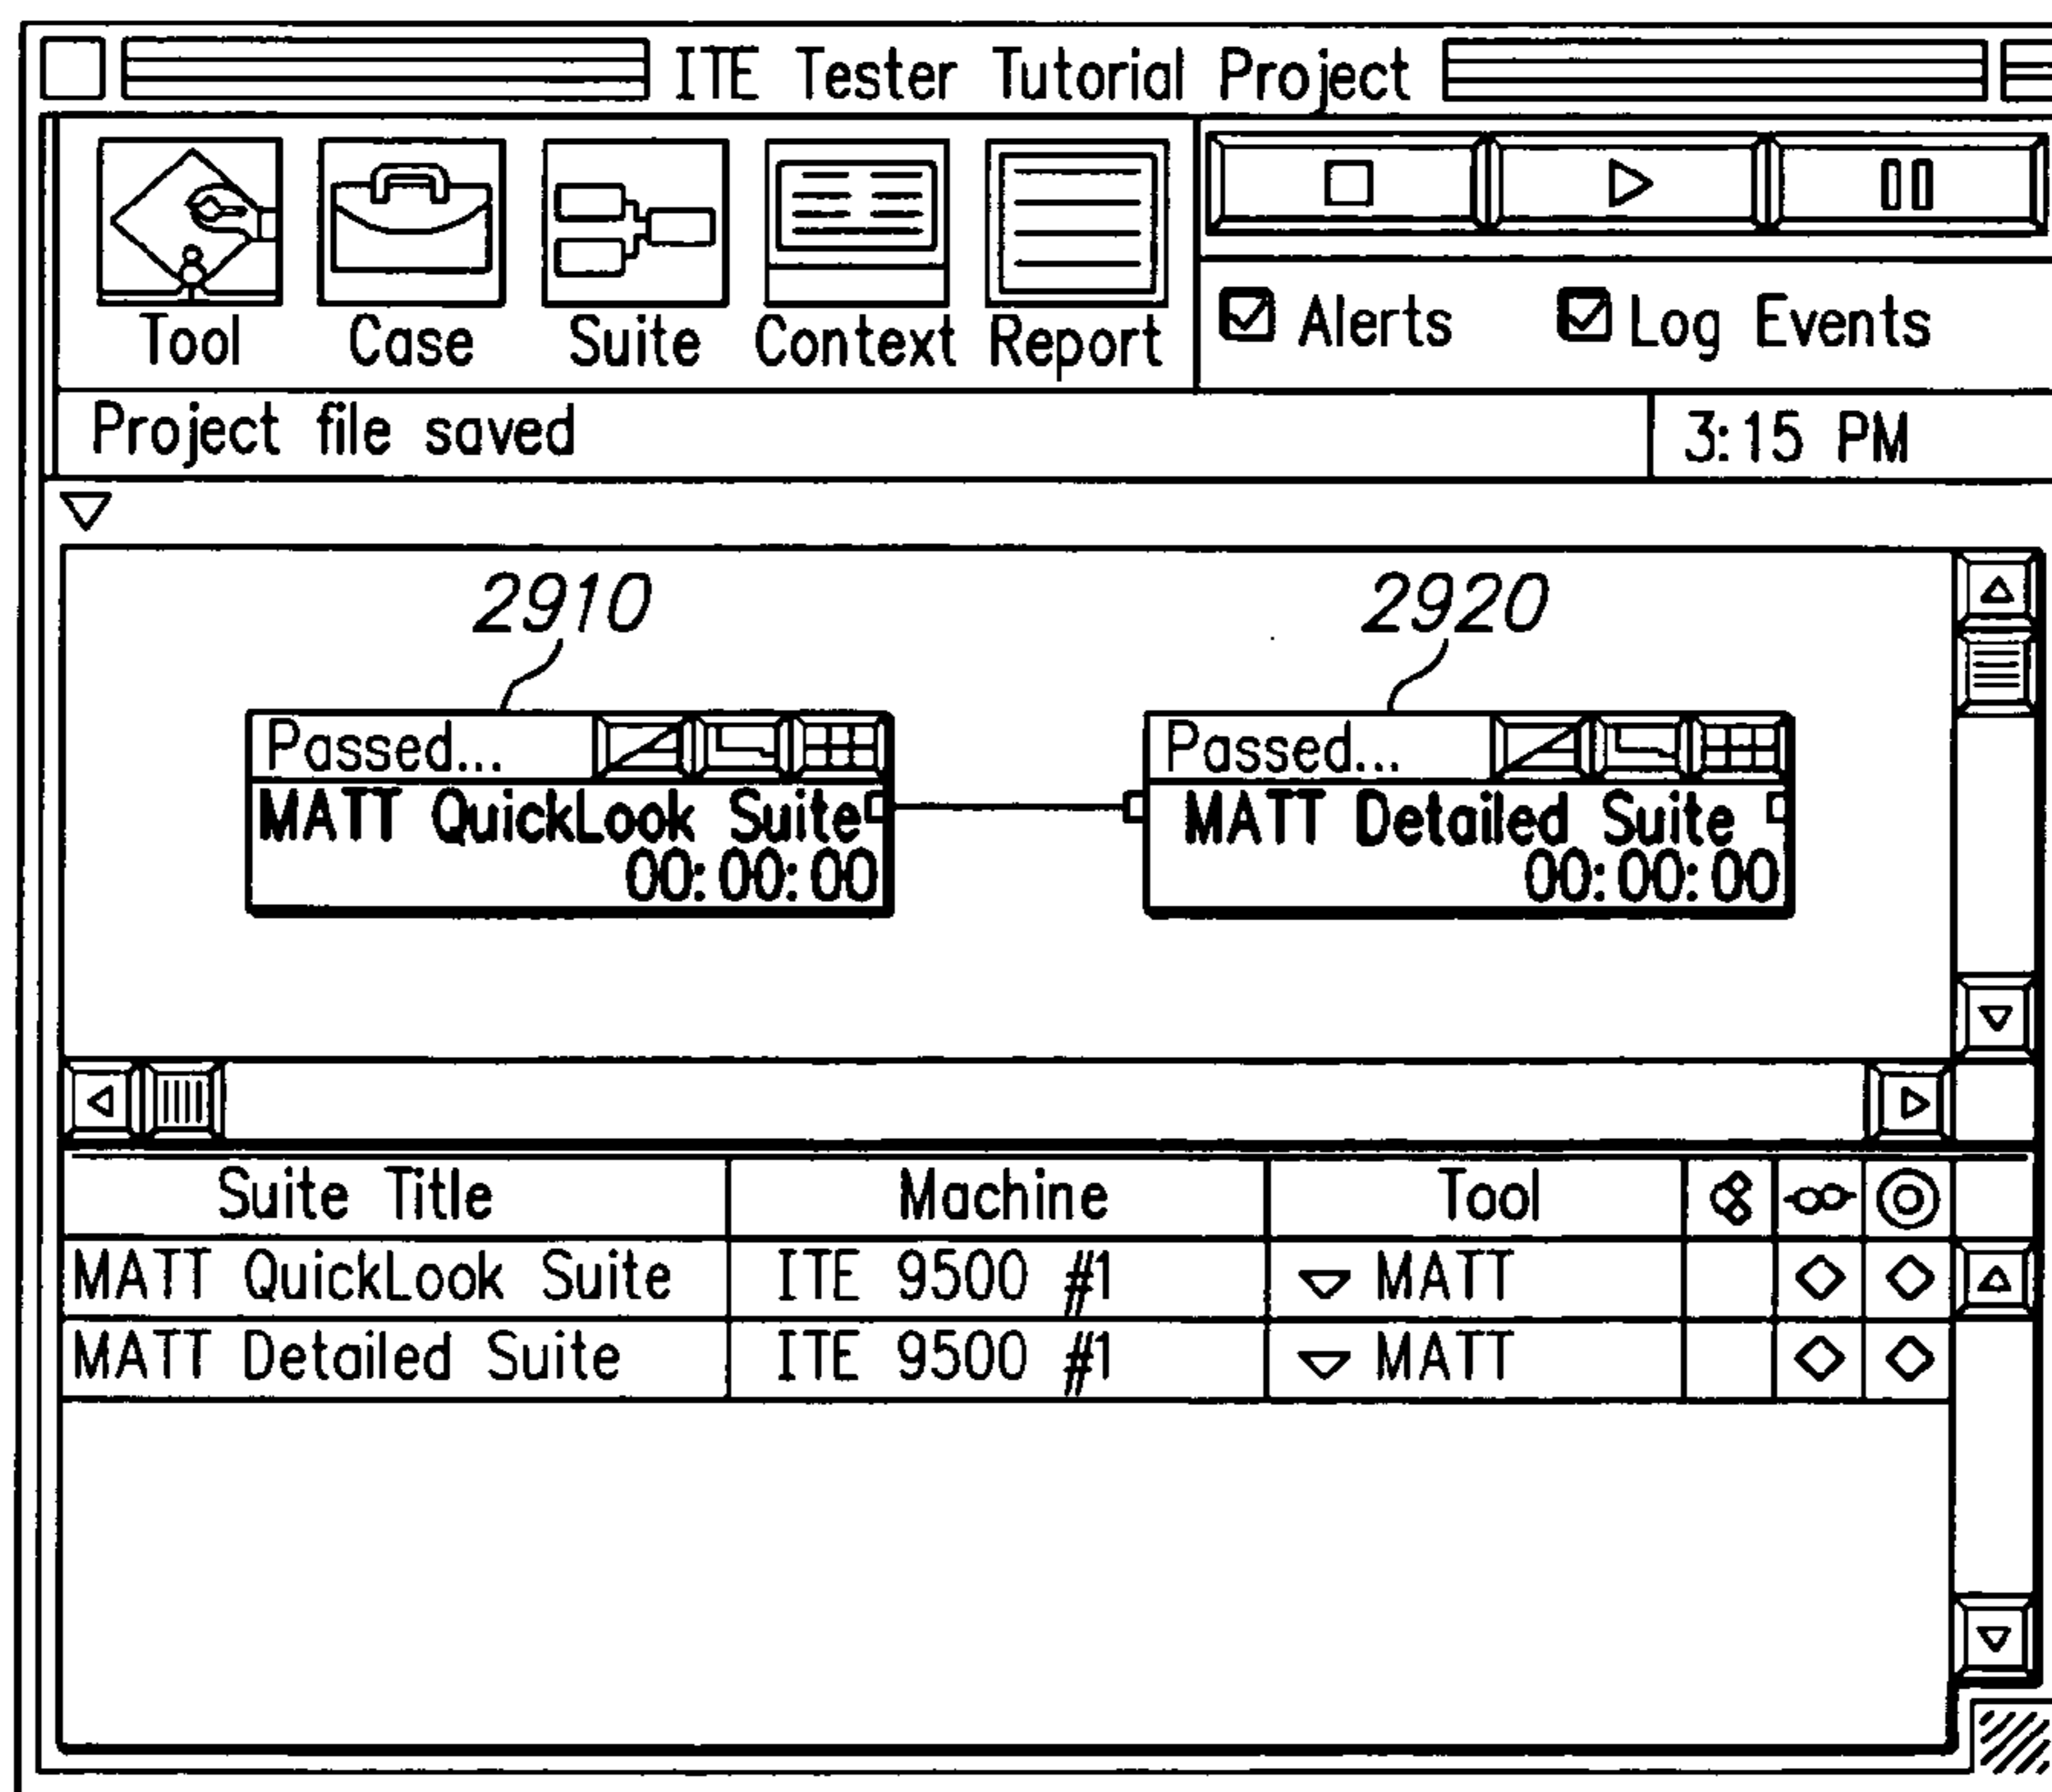 ITE Tester Tutorial Project
Tool Case Suite Context Report
Alerts Log Events
Project file saved 3:15 PM
2910 2920
Passed... Passed...
MATT QuickLook Suite MATT Detailed Suite
00:00:00 00:00:00
Suite Title Machine Tool
MATT QuickLook Suite ITE 9500 #1 MATT
MATT Detailed Suite ITE 9500 #1 MATT